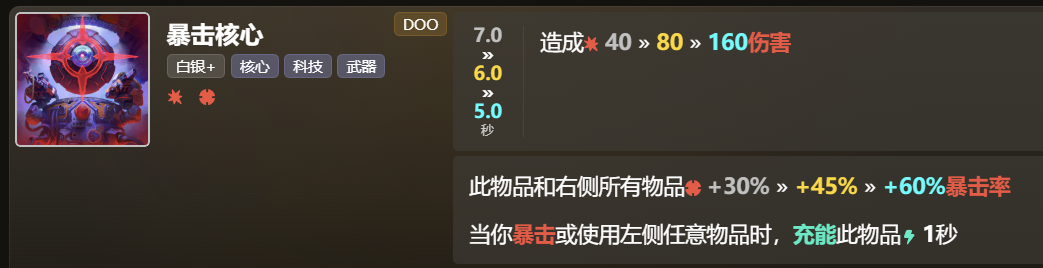 暴击核心
DOO
白银+ 核心 科技 武器
7.0
»
6.0
»
5.0
秒
造成 40 » 80 » 160伤害
此物品和右侧所有物品 +30% » +45% » +60%暴击率
当你暴击或使用左侧任意物品时，充能此物品 1秒